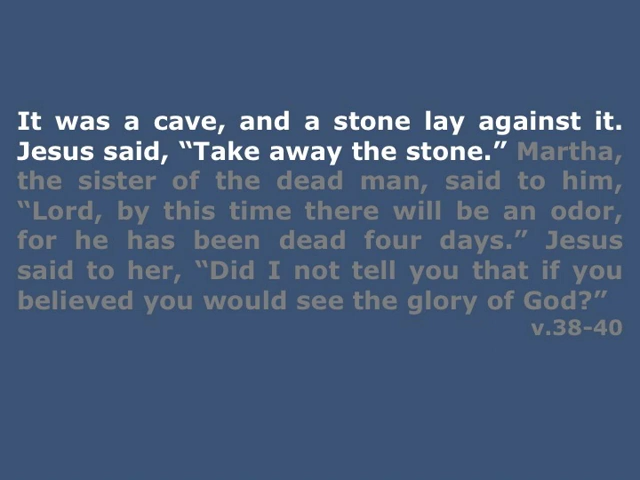 It was a cave, and a stone lay against it.
Jesus said, “Take away the stone.” Martha,
the sister of the dead man, said to him,
“Lord, by this time there will be an odor,
for he has been dead four days.” Jesus
said to her, “Did I not tell you that if you
believed you would see the glory of God?”
v.38-40